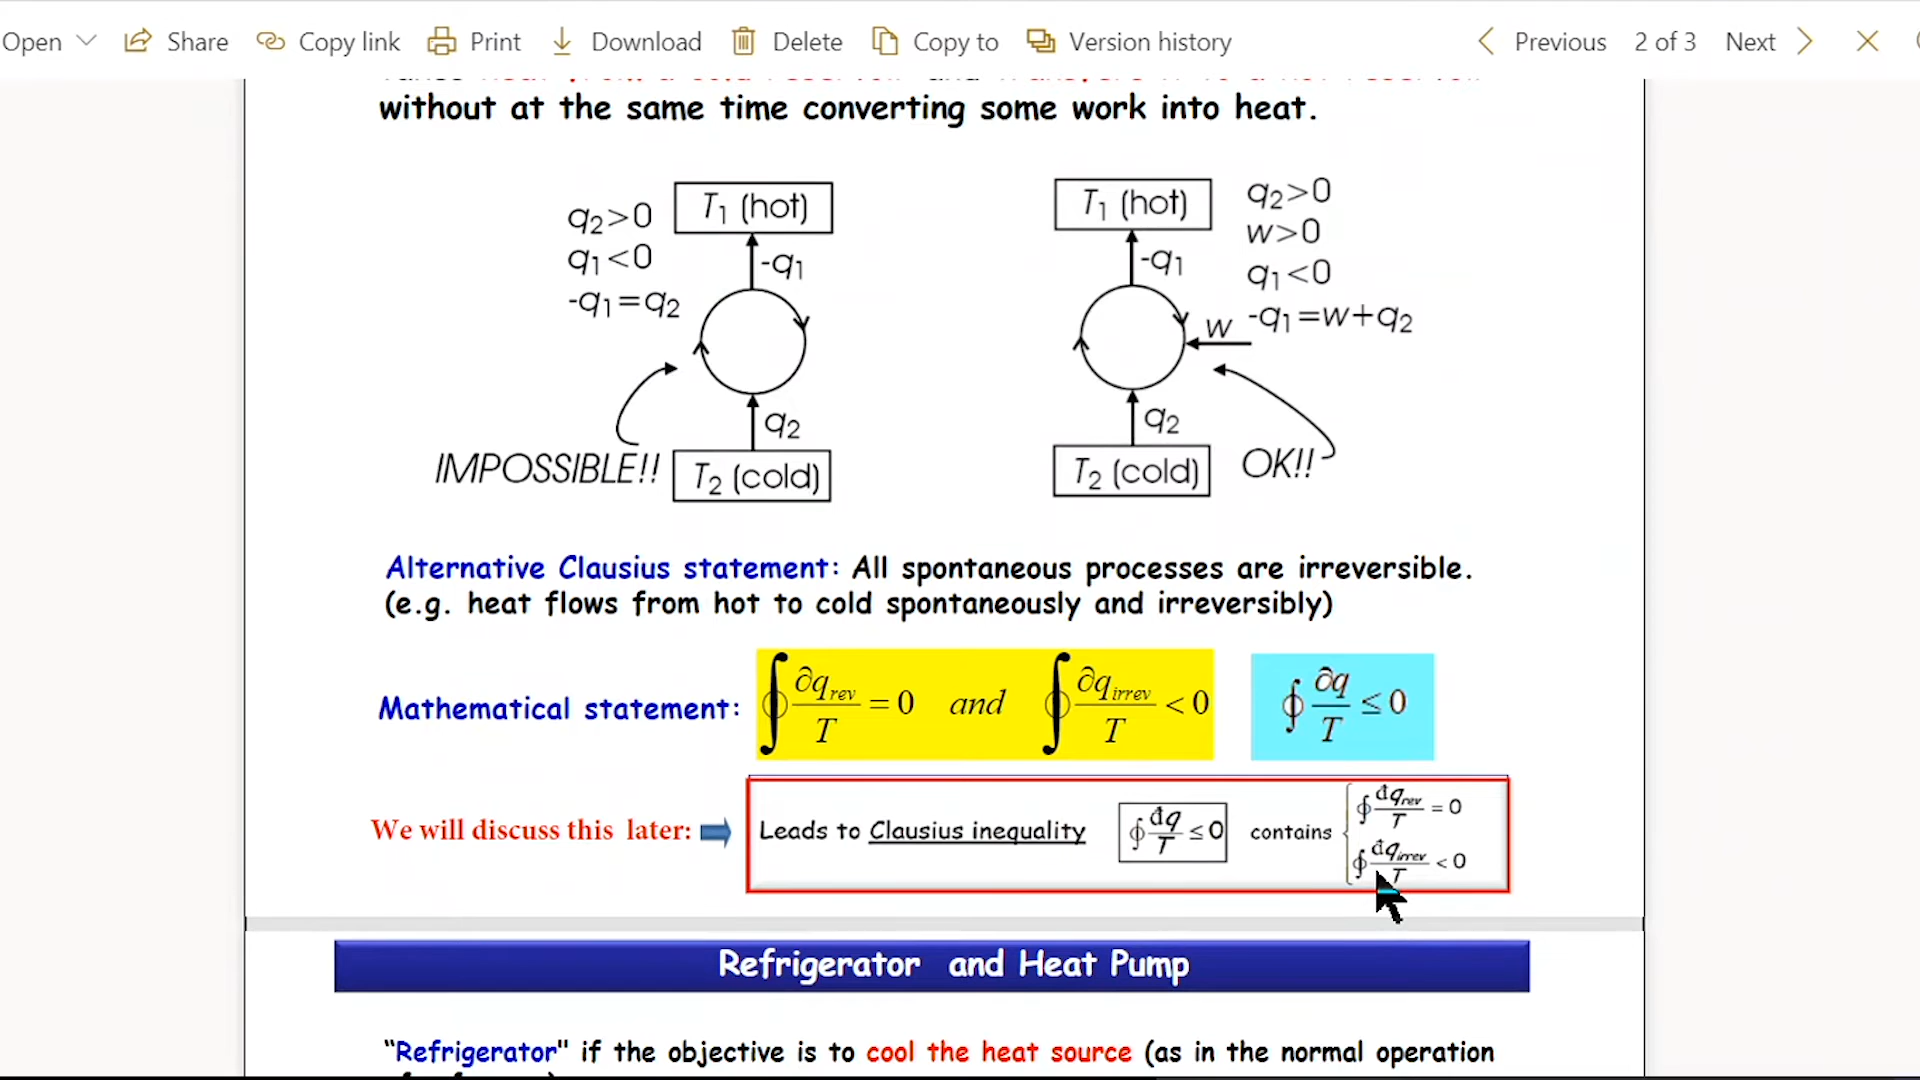 Open Share Copy link Print Download Delete Copy to Version history Previous 2 of 3 Next
without at the same time converting some work into heat.
q₂>0
q₁<0
-q₁=q₂
T₁ (hot)
-q₁
q₂
IMPOSSIBLE!!
T₂ (cold)
T₁ (hot)
-q₁
q₂>0
w>0
q₁<0
-q₁=w+q₂
w
q₂
T₂ (cold)
OK!!
Alternative Clausius statement: All spontaneous processes are irreversible.
(e.g. heat flows from hot to cold spontaneously and irreversibly)
Mathematical statement: ∮ ∂q_rev/T = 0 and ∮ ∂q_irrev/T < 0 ∮ ∂q/T ≤ 0
We will discuss this later: Leads to Clausius inequality ∮ đq/T ≤ 0 contains
∮ đq_rev/T = 0
∮ đq_irrev/T < 0
Refrigerator and Heat Pump
“Refrigerator" if the objective is to cool the heat source (as in the normal operation